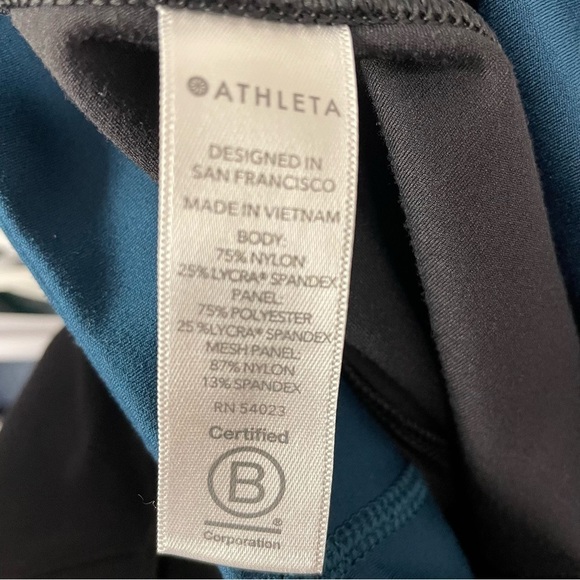 ATHLETA
DESIGNED IN
SAN FRANCISCO
MADE IN VIETNAM
BODY:
75% NYLON
25% LYCRA® SPANDEX
PANEL:
75% POLYESTER
25%LYCRA® SPANDEX
MESH PANEL:
87% NYLON
13% SPANDEX
RN 54023
Certified
B
®
Corporation